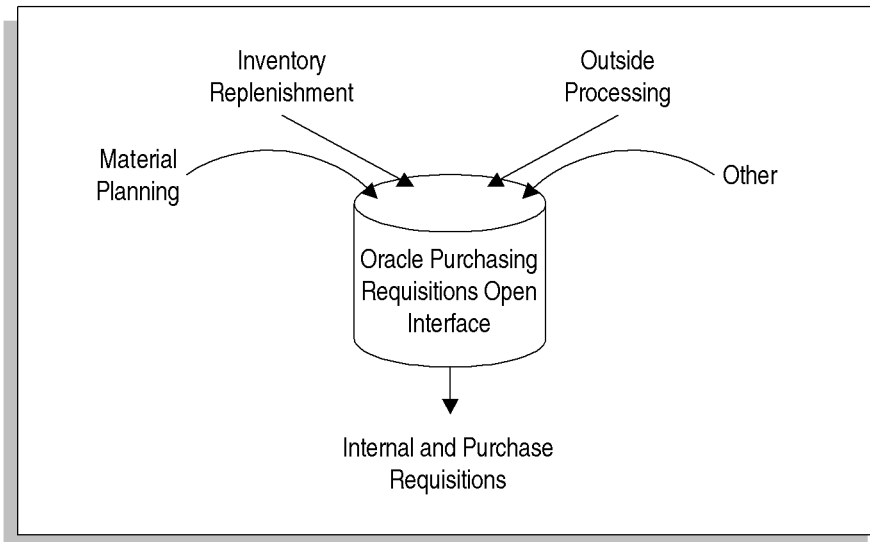 Inventory
Replenishment
Outside
Processing
Material
Planning
Other
Oracle Purchasing
Requisitions Open
Interface
Internal and Purchase
Requisitions